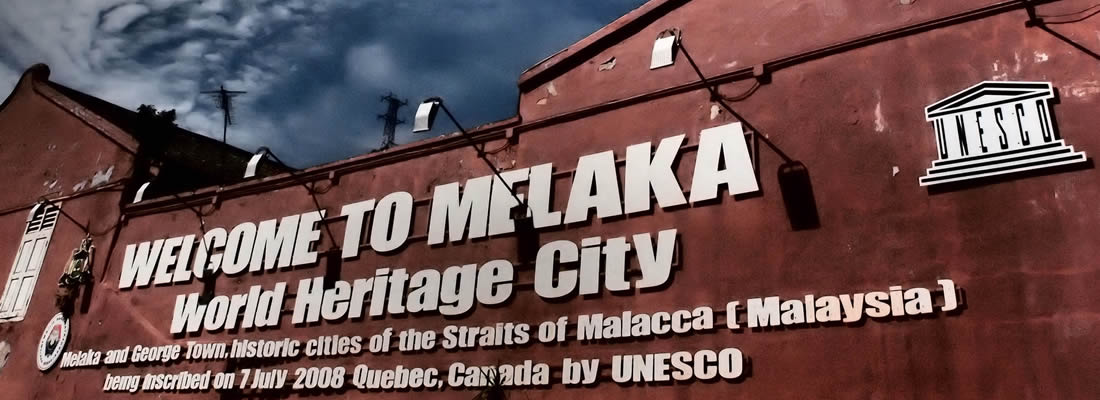 WELCOME TO MELAKA
World Heritage City
Melaka and George Town, historic cities of the Straits of Malacca ( Malaysia )
being inscribed on 7 July 2008 Quebec, Canada by UNESCO
UNESCO